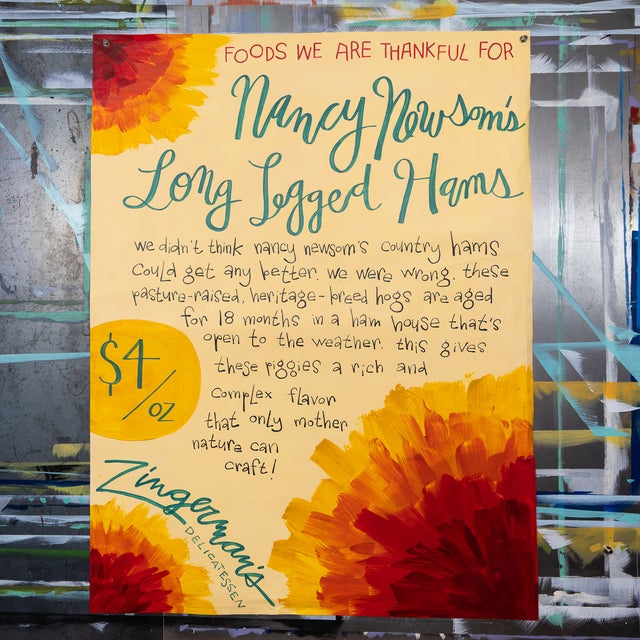 FOODS WE ARE THANKFUL FOR
Nancy Newsom's
Long Legged Hams
we didn't think nancy newsom's country hams
could get any better. we were wrong. these
pasture-raised, heritage-breed hogs are aged
for 18 months in a ham house that's
open to the weather. this gives
these piggies a rich and
complex flavor
that only mother
nature can
craft!
$4/oz
Zingerman's
DELICATESSEN